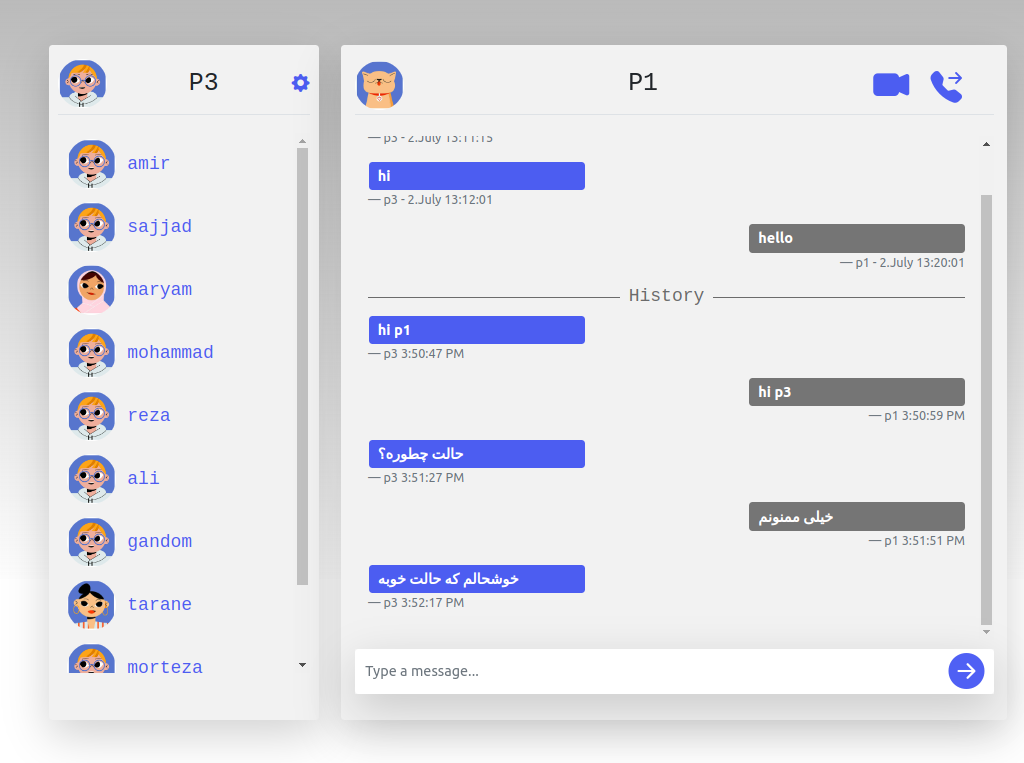 P3
amir
sajjad
maryam
mohammad
reza
ali
gandom
tarane
morteza
P1
— p3 - 2.July 13:11:15
hi
— p3 - 2.July 13:12:01
hello
— p1 - 2.July 13:20:01
History
hi p1
— p3 3:50:47 PM
hi p3
— p1 3:50:59 PM
حالت چطوره؟
— p3 3:51:27 PM
خیلی ممنونم
— p1 3:51:51 PM
خوشحالم که حالت خوبه
— p3 3:52:17 PM
Type a message...